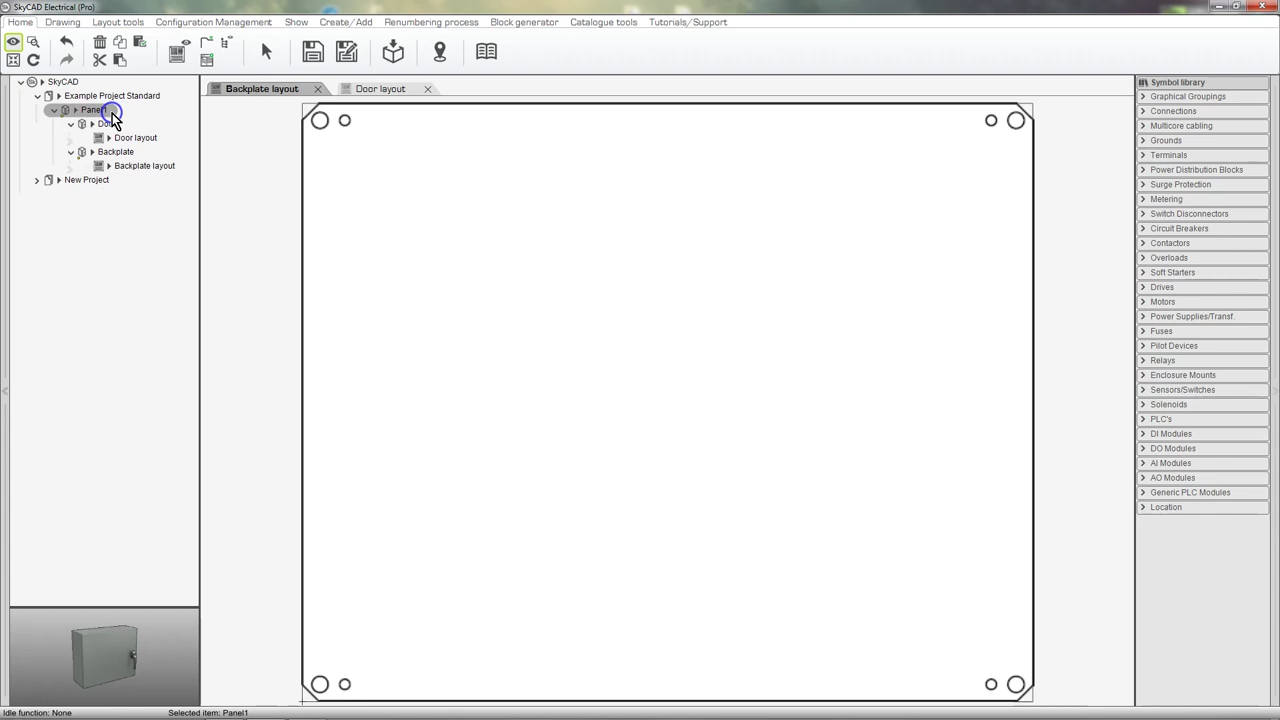 SkyCAD Electrical (Pro)
Home Drawing Layout tools Configuration Management Show Create/Add Renumbering process Block generator Catalogue tools Tutorials/Support
SkyCAD
Example Project Standard
Door layout
Backplate
Backplate layout
New Project
Backplate layout Door layout
Symbol library
Graphical Groupings
Connections
Multicore cabling
Grounds
Terminals
Power Distribution Blocks
Surge Protection
Metering
Switch Disconnectors
Circuit Breakers
Contactors
Overloads
Soft Starters
Drives
Motors
Power Supplies/Transf.
Fuses
Pilot Devices
Relays
Enclosure Mounts
Sensors/Switches
Solenoids
PLC's
DI Modules
DO Modules
AI Modules
AO Modules
Generic PLC Modules
Location
Idle function: None Selected item: Panel1